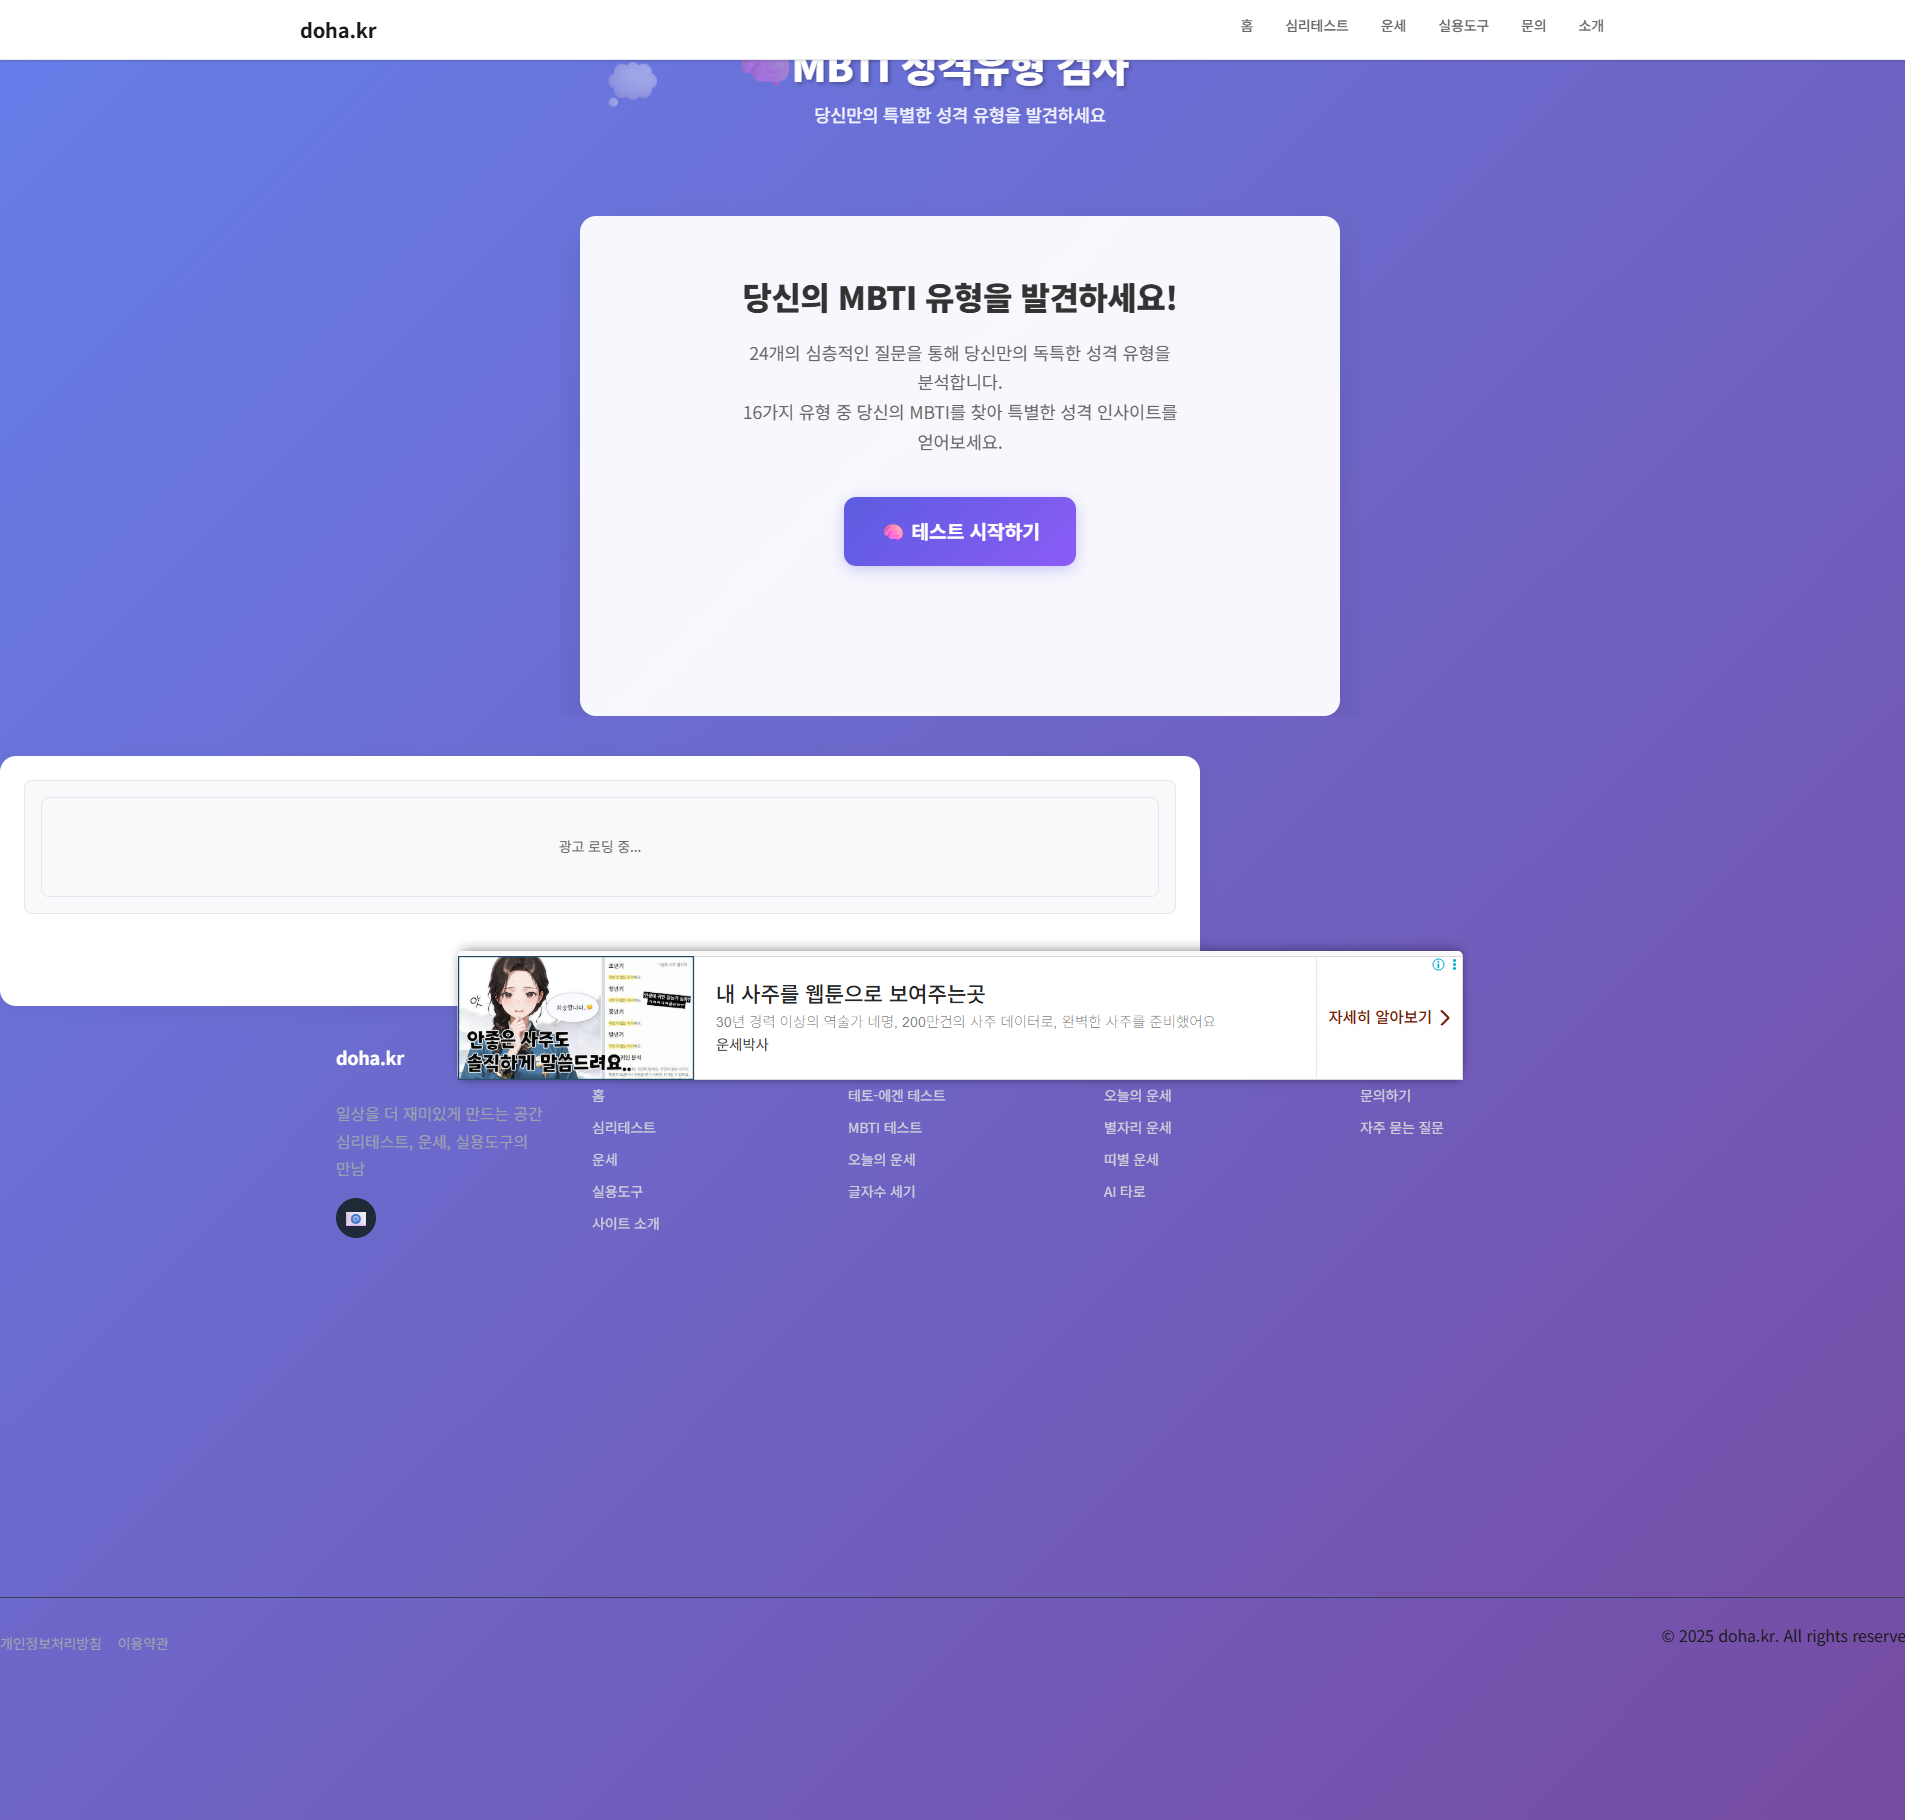 doha.kr
홈 심리테스트 운세 실용도구 문의 소개
MBTI 성격유형 검사
당신만의 특별한 성격 유형을 발견하세요
당신의 MBTI 유형을 발견하세요!
24개의 심층적인 질문을 통해 당신만의 독특한 성격 유형을
분석합니다.
16가지 유형 중 당신의 MBTI를 찾아 특별한 성격 인사이트를
얻어보세요.
테스트 시작하기
광고 로딩 중...
안좋은 사주도
솔직하게 말씀드려요..
내 사주를 웹툰으로 보여주는곳
30년 경력 이상의 역술가 네명, 200만건의 사주 데이터로, 완벽한 사주를 준비했어요
운세박사
자세히 알아보기
doha.kr
일상을 더 재미있게 만드는 공간
심리테스트, 운세, 실용도구의
만남
홈
심리테스트
운세
실용도구
사이트 소개
테토-에겐 테스트
MBTI 테스트
오늘의 운세
글자수 세기
오늘의 운세
별자리 운세
띠별 운세
AI 타로
문의하기
자주 묻는 질문
개인정보처리방침 이용약관
© 2025 doha.kr. All rights reserve